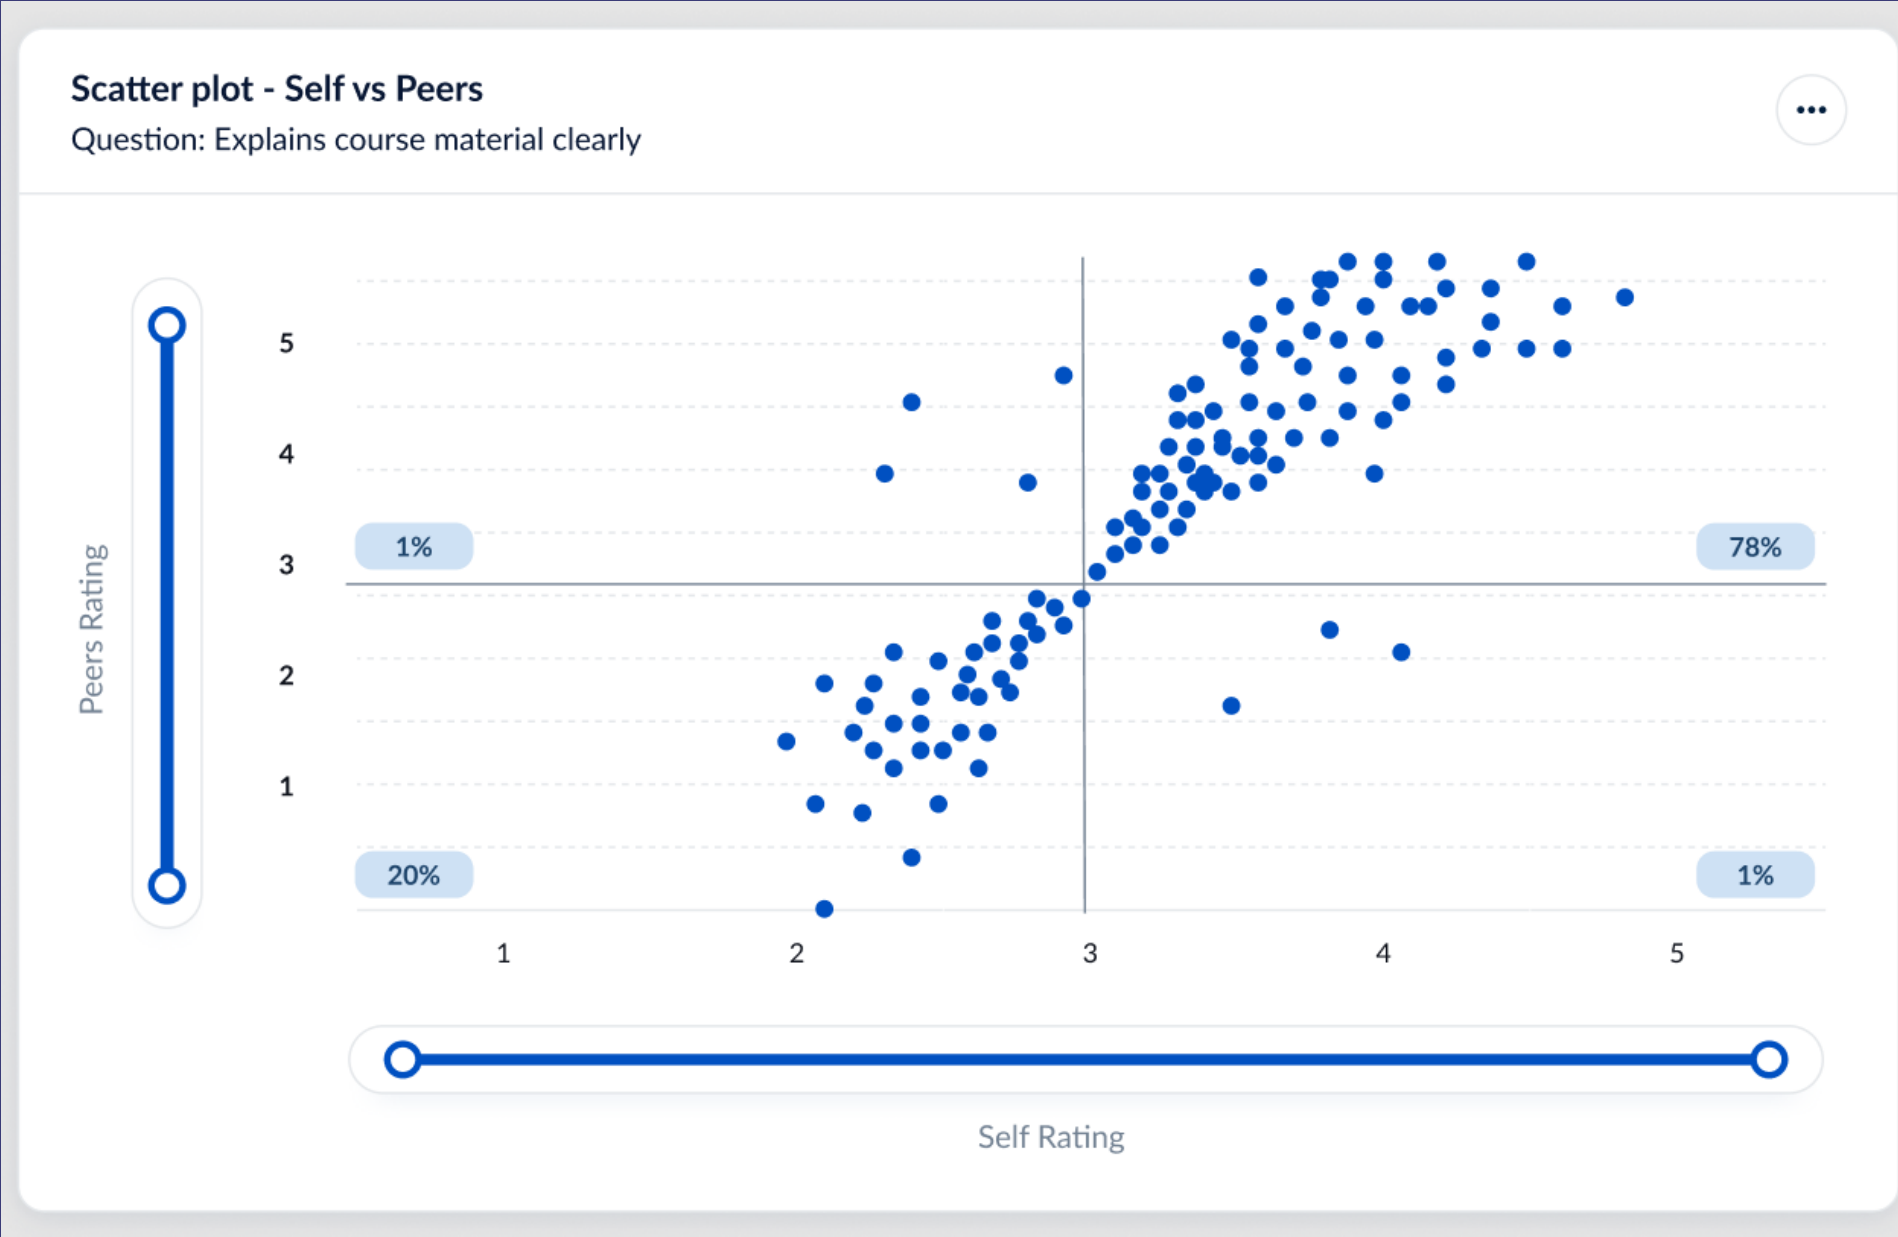 Scatter plot - Self vs Peers
Question: Explains course material clearly
•••
5
4
3
2
1
Peers Rating
1%
78%
20%
1%
1 2 3 4 5
Self Rating